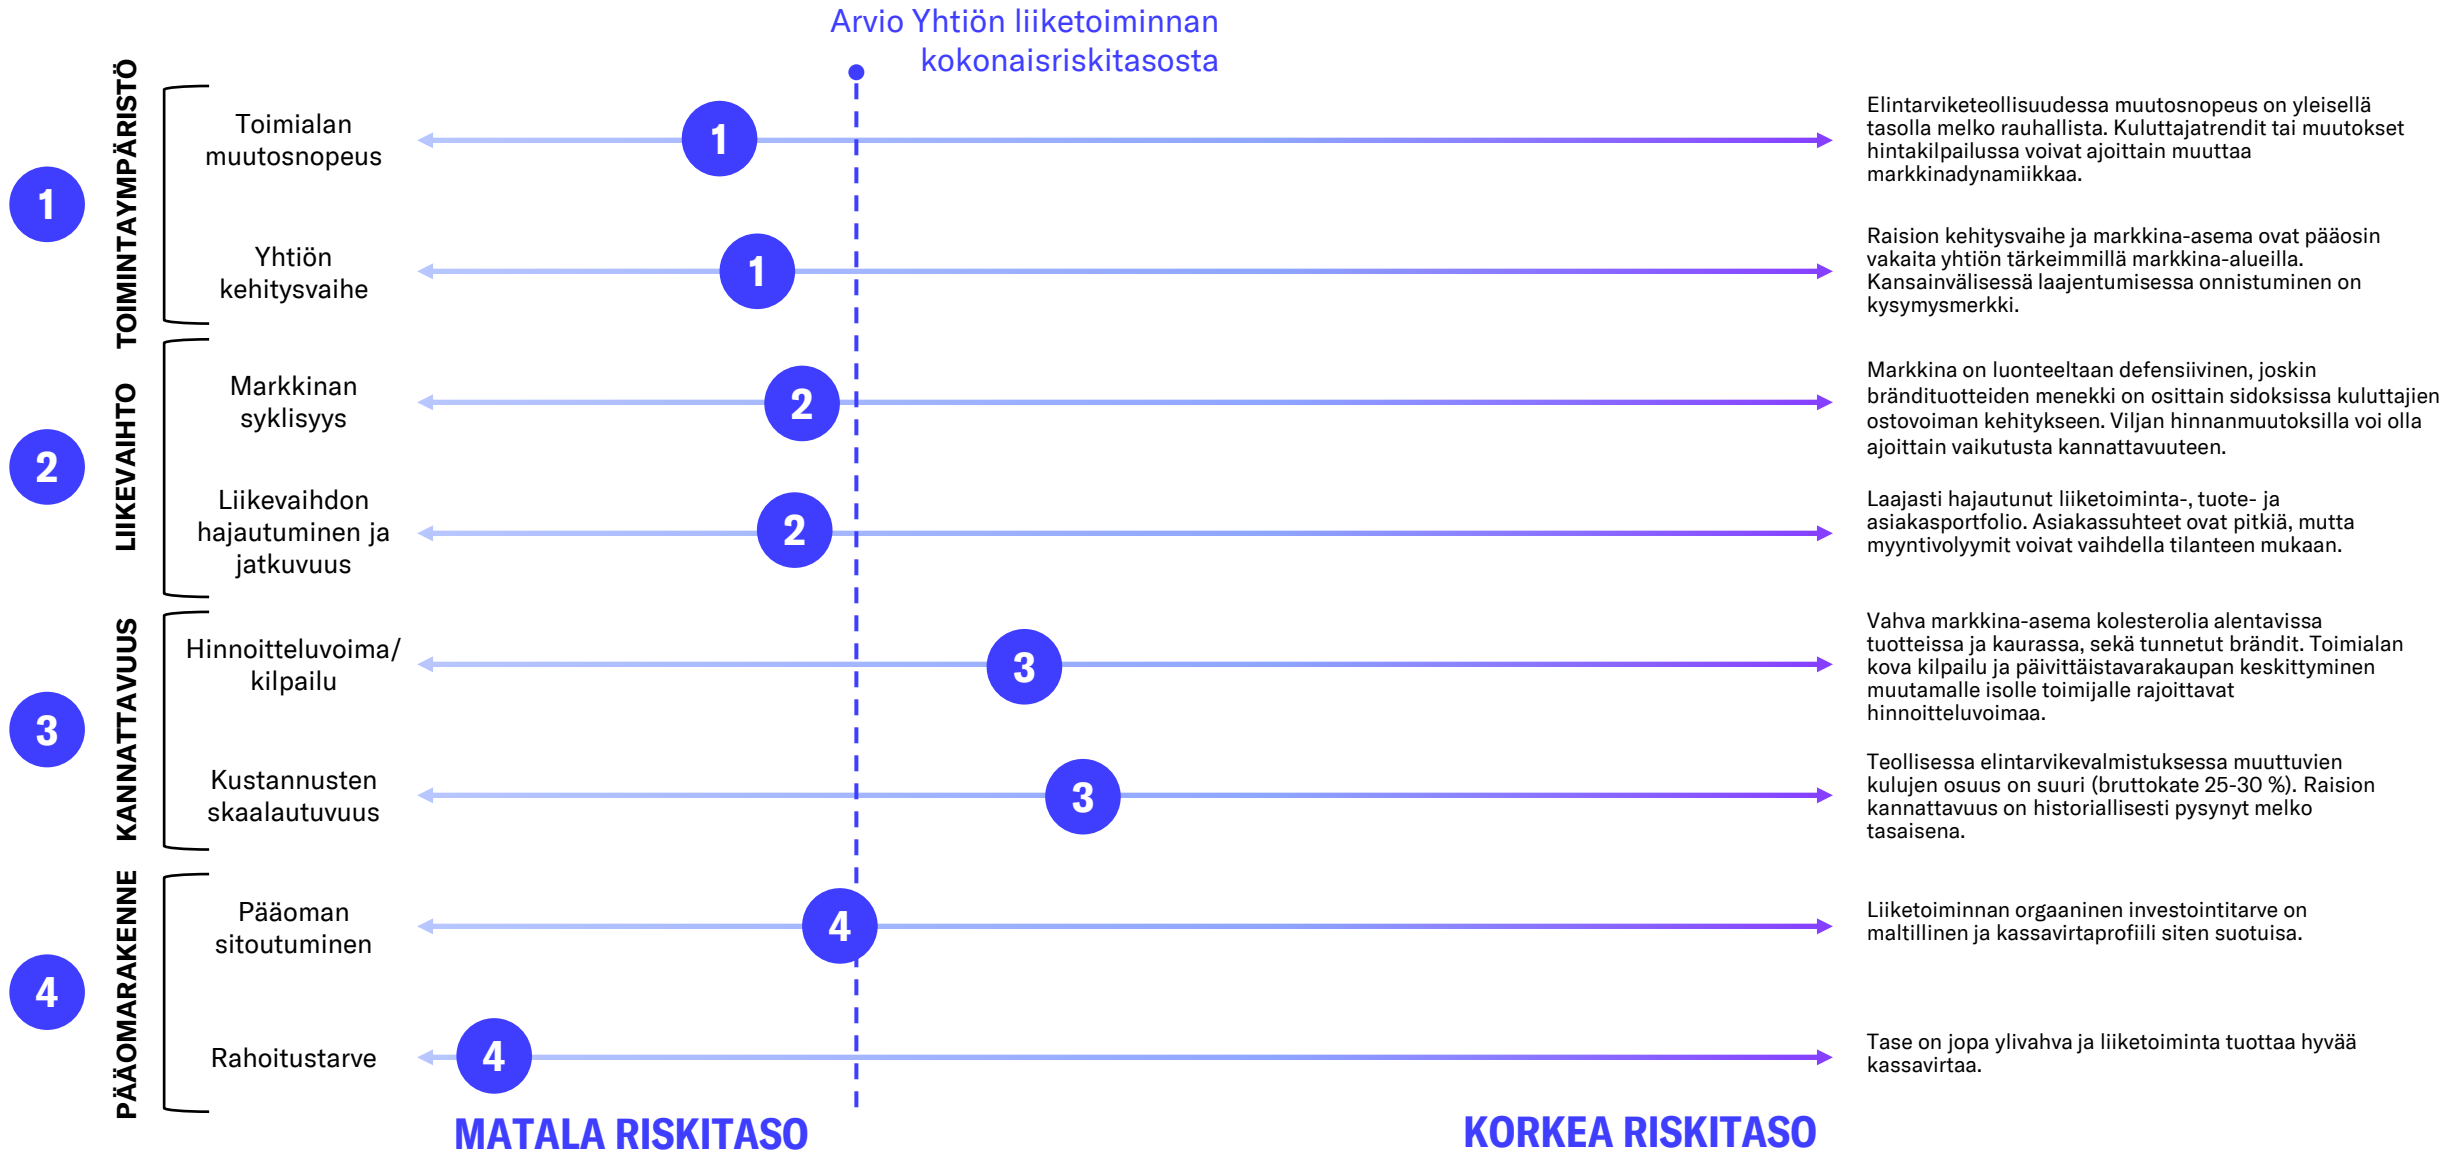 Arvio Yhtiön liiketoiminnan
kokonaisriskitasosta
1
TOIMINTAYMPÄRISTÖ
Toimialan
muutosnopeus
1
Elintarviketeollisuudessa muutosnopeus on yleisellä
tasolla melko rauhallista. Kuluttajatrendit tai muutokset
hintakilpailussa voivat ajoittain muuttaa
markkinadynamiikkaa.
Yhtiön
kehitysvaihe
1
Raision kehitysvaihe ja markkina-asema ovat pääosin
vakaita yhtiön tärkeimmillä markkina-alueilla.
Kansainvälisessä laajentumisessa onnistuminen on
kysymysmerkki.
2
LIIKEVAIHTO
Markkinan
syklisyys
2
Markkina on luonteeltaan defensiivinen, joskin
brändituotteiden menekki on osittain sidoksissa kuluttajien
ostovoiman kehitykseen. Viljan hinnanmuutoksilla voi olla
ajoittain vaikutusta kannattavuuteen.
Liikevaihdon
hajautuminen ja
jatkuvuus
2
Laajasti hajautunut liiketoiminta-, tuote- ja
asiakasportfolio. Asiakassuhteet ovat pitkiä, mutta
myyntivolyymit voivat vaihdella tilanteen mukaan.
3
KANNATTAVUUS
Hinnoitteluvoima/
kilpailu
3
Vahva markkina-asema kolesterolia alentavissa
tuotteissa ja kaurassa, sekä tunnetut brändit. Toimialan
kova kilpailu ja päivittäistavarakaupan keskittyminen
muutamalle isolle toimijalle rajoittavat
hinnoitteluvoimaa.
Kustannusten
skaalautuvuus
3
Teollisessa elintarvikevalmistuksessa muuttuvien
kulujen osuus on suuri (bruttokate 25-30 %). Raision
kannattavuus on historiallisesti pysynyt melko
tasaisena.
4
PÄÄOMARAKENNE
Pääoman
sitoutuminen
4
Liiketoiminnan orgaaninen investointitarve on
maltillinen ja kassavirtaprofiili siten suotuisa.
Rahoitustarve
4
Tase on jopa ylivahva ja liiketoiminta tuottaa hyvää
kassavirtaa.
MATALA RISKITASO
KORKEA RISKITASO